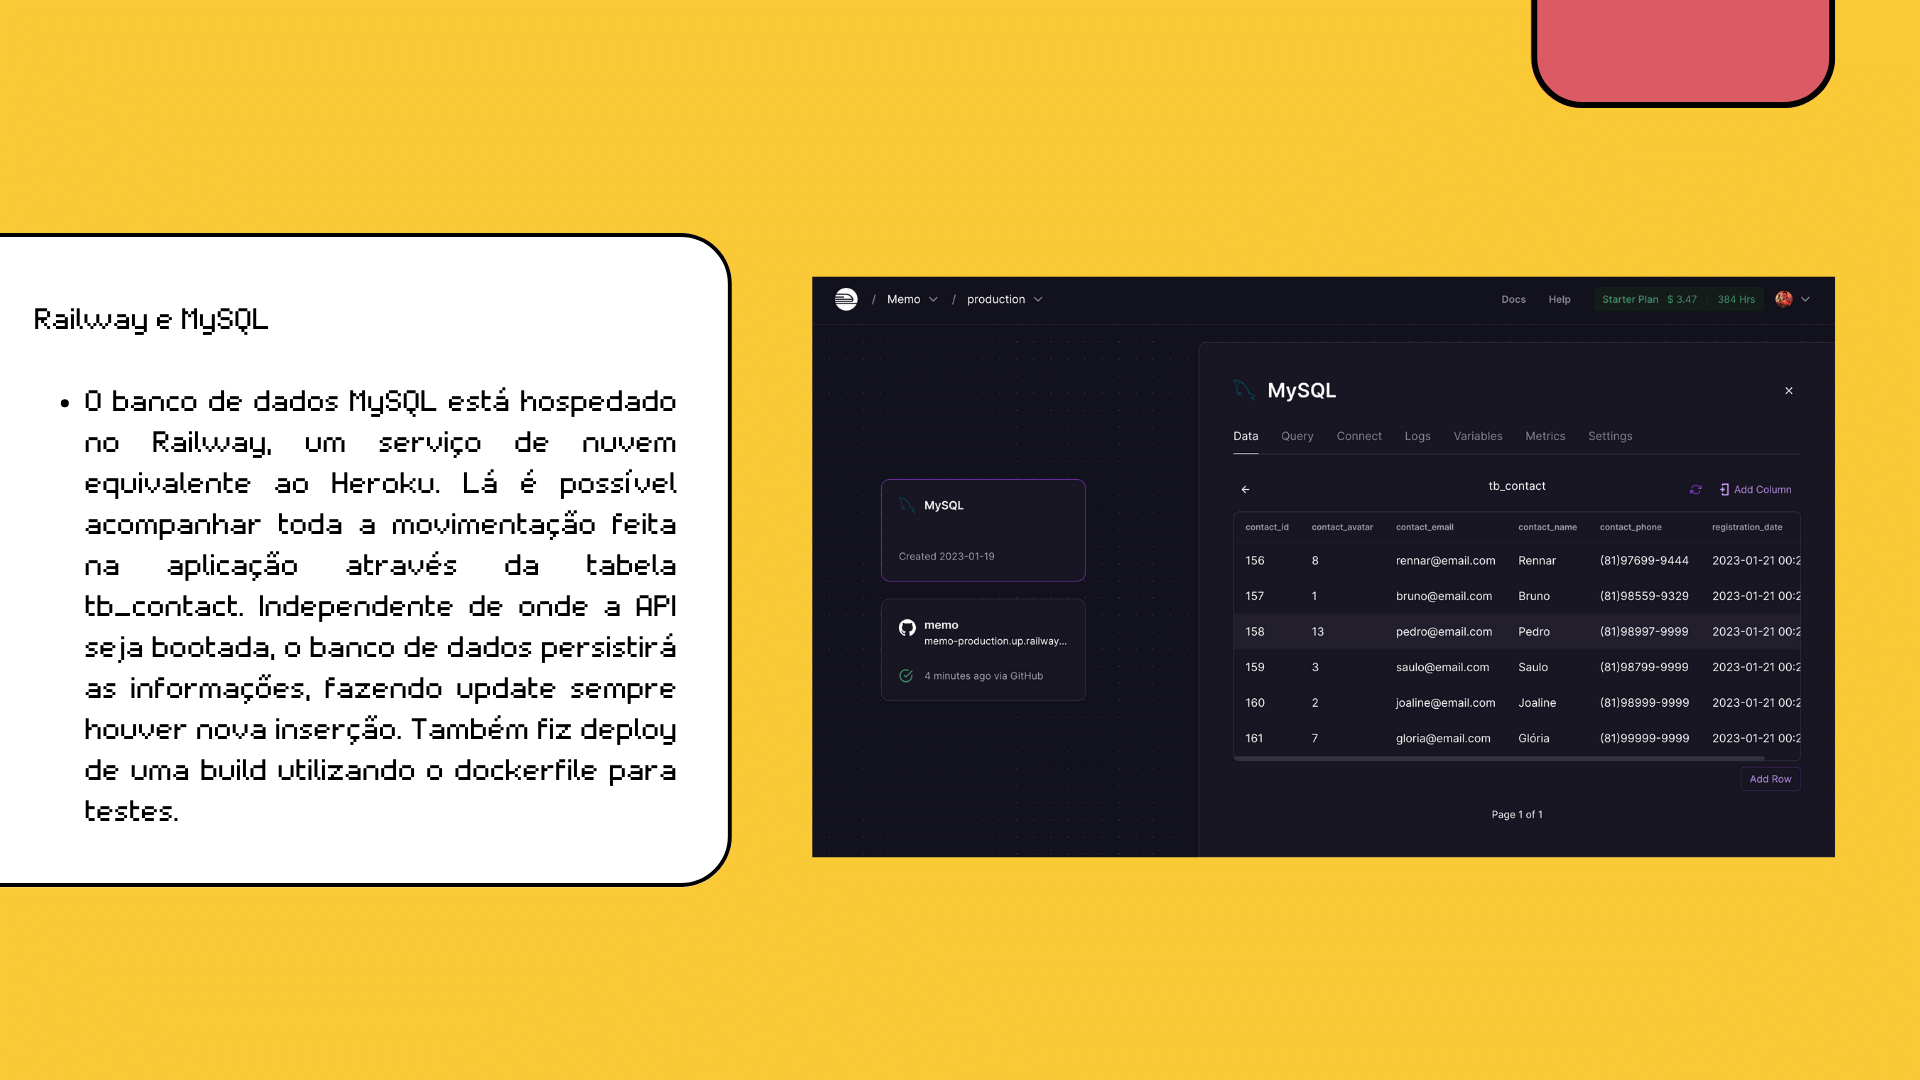 Railway e MySQL
• O banco de dados MySQL está hospedado
no Railway, um serviço de nuvem
equivalente ao Heroku. Lá é possível
acompanhar toda a movimentação feita
na aplicação através da tabela
tb_contact. Independente de onde a API
seja bootada, o banco de dados persistirá
as informações, fazendo update sempre
houver nova inserção. Também fiz deploy
de uma build utilizando o dockerfile para
testes.
/ Memo / production Docs Help Starter Plan $ 3.47 384 Hrs
MySQL
Created 2023-01-19
memo
memo-production.up.railway...
4 minutes ago via GitHub
MySQL
Data Query Connect Logs Variables Metrics Settings
tb_contact Add Column
contact_id contact_avatar contact_email contact_name contact_phone registration_date
156 8 rennar@email.com Rennar (81)97699-9444 2023-01-21 00:2
157 1 bruno@email.com Bruno (81)98559-9329 2023-01-21 00:2
158 13 pedro@email.com Pedro (81)98997-9999 2023-01-21 00:2
159 3 saulo@email.com Saulo (81)98799-9999 2023-01-21 00:2
160 2 joaline@email.com Joaline (81)98999-9999 2023-01-21 00:2
161 7 gloria@email.com Glória (81)99999-9999 2023-01-21 00:2
Add Row
Page 1 of 1